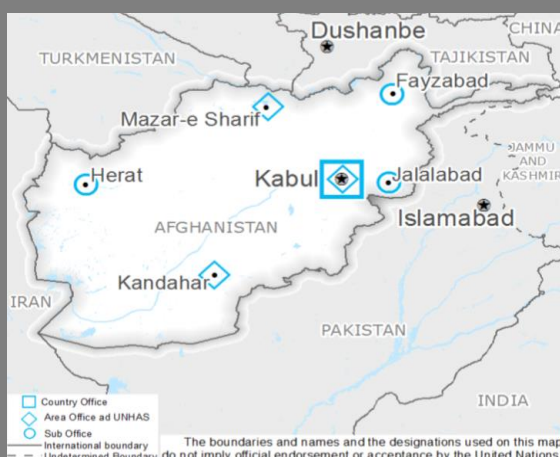 Dushanbe
CHINA
TURKMENISTAN
TAJIKISTAN
Fayzabad
Mazar-e Sharif
JAMMU
AND
KASHMIR
Herat
Kabul
Jalalabad
Islamabad
AFGHANISTAN
Kandahar
IRAN
PAKISTAN
INDIA
Country Office
Area Office ad UNHAS
Sub Office
International boundary
Undetermined Boundary
The boundaries and names and the designations used on this map
do not imply official endorsement or acceptance by the United Nations